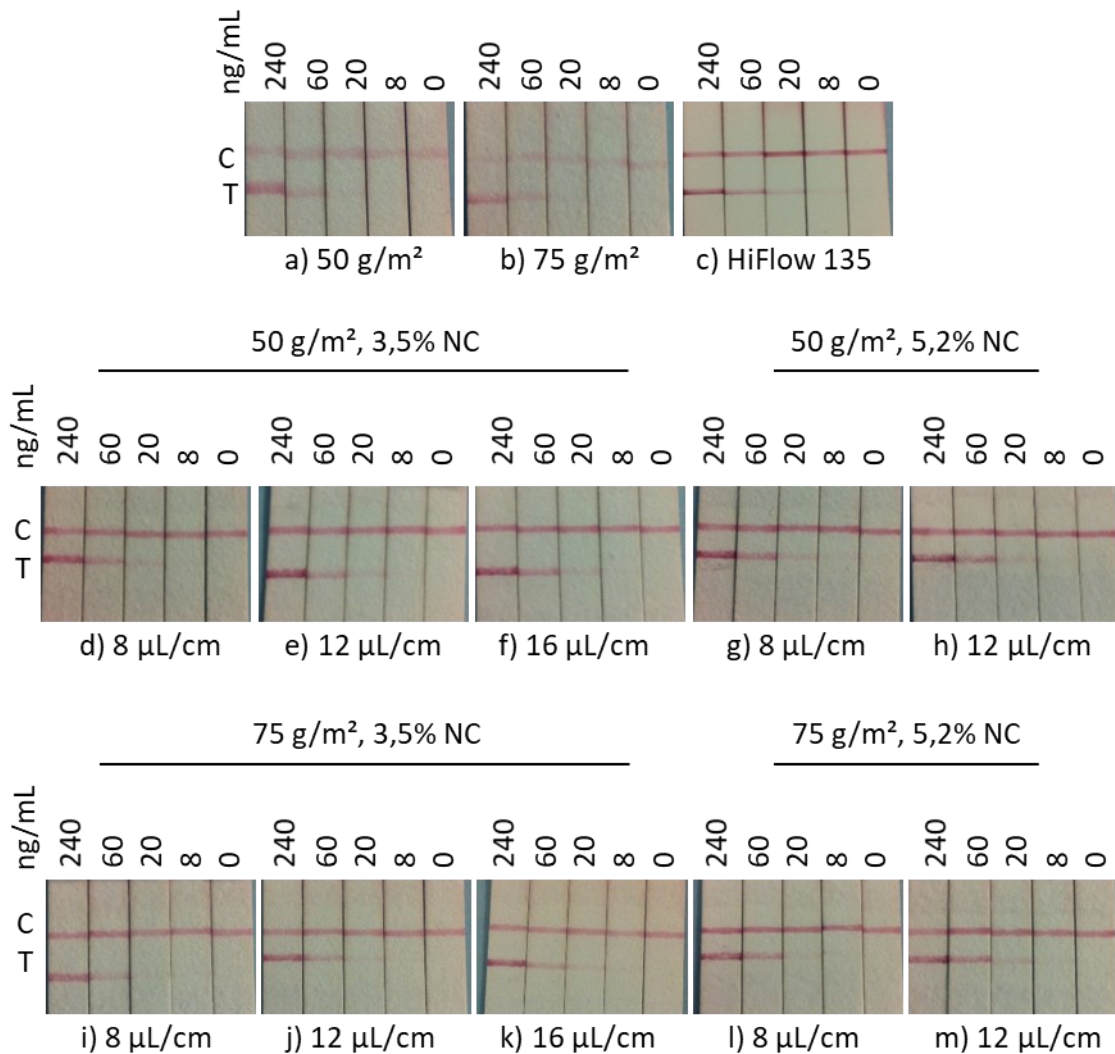 ng/mL 240 60 20 8 0 240 60 20 8 0 240 60 20 8 0
C
T
a) 50 g/m² b) 75 g/m² c) HiFlow 135
50 g/m², 3,5% NC 50 g/m², 5,2% NC
ng/mL 240 60 20 8 0 240 60 20 8 0 240 60 20 8 0 240 60 20 8 0 240 60 20 8 0
C
T
d) 8 µL/cm e) 12 µL/cm f) 16 µL/cm g) 8 µL/cm h) 12 µL/cm
75 g/m², 3,5% NC 75 g/m², 5,2% NC
ng/mL 240 60 20 8 0 240 60 20 8 0 240 60 20 8 0 240 60 20 8 0 240 60 20 8 0
C
T
i) 8 µL/cm j) 12 µL/cm k) 16 µL/cm l) 8 µL/cm m) 12 µL/cm